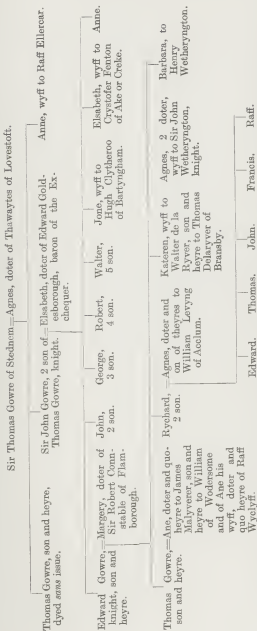 Sir Thomas Gowre of Stednem=Agnes, doter of Thawaytes of Lovestoft.
Thomas Gowre, son and heyre,
dyed sans issue.
Sir John Gowre, 2 son of=Elsabeth, doter of Edward Gold-
Thomas Gowre, knight.
esborough, baron of the Ex-
chequer.
Anne, wyff to Raff Ellercar.
Edward Gowre,=Margery, doter of
knight, son and
heyre.
Sir Robert Conn-
stable of Flam-
borough.
John,
2 son.
George,
3 son.
Robert,
4 son.
Walter,
5 son.
Jone, wyff to
Hugh Clytheroo
of Bartyngham.
Elsabeth, wyff to
Crystofer Fenton
of Ake or Creke.
Anne.
Thomas Gowre,=Ane, doter and quo-
son and heyre.
heyre to James
Malyverer, son and
heyre to William
of Wodersome
and of Ane his
wyff, doter and
quo heyre of Raff
Wyclyff.
Rychard,=Agnes, doter and
2 son.
on of theyres to
William Levyng
of Acclum.
Kateren, wyff to
Walter de la
Ryver, son and
heyre to Thomas
Delaryver of
Bransby.
Agnes, 2 doter,
wyff to Sir John
Wetheryngton,
knight.
Barbara, to
Henry
Wetheryngton.
Edward.
Thomas.
John.
Francis.
Raff.